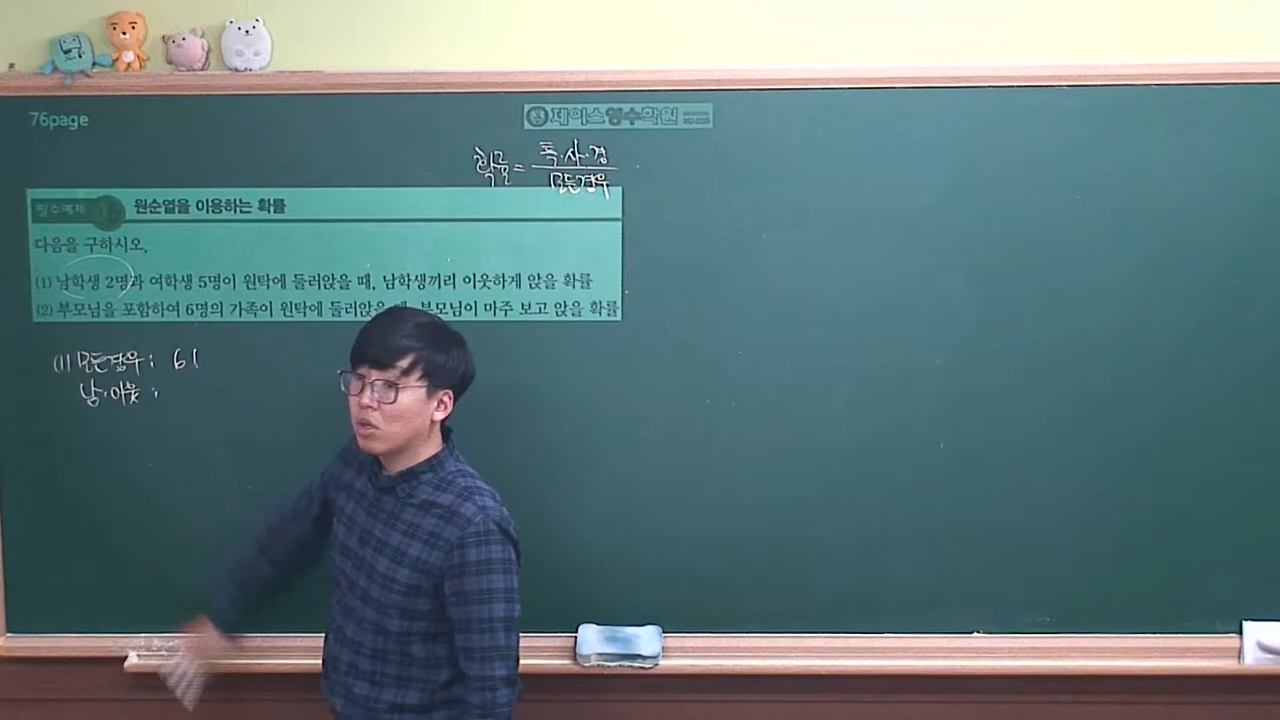 76page
제이스영수학원
확률 = 특·사·경 / 모든경우
필수예제 05 원순열을 이용하는 확률
다음을 구하시오.
(1) 남학생 2명과 여학생 5명이 원탁에 둘러앉을 때, 남학생끼리 이웃하게 앉을 확률
(2) 부모님을 포함하여 6명의 가족이 원탁에 둘러앉을 때, 부모님이 마주 보고 앉을 확률
(1) 모든경우 ; 6!
남·이웃 ;